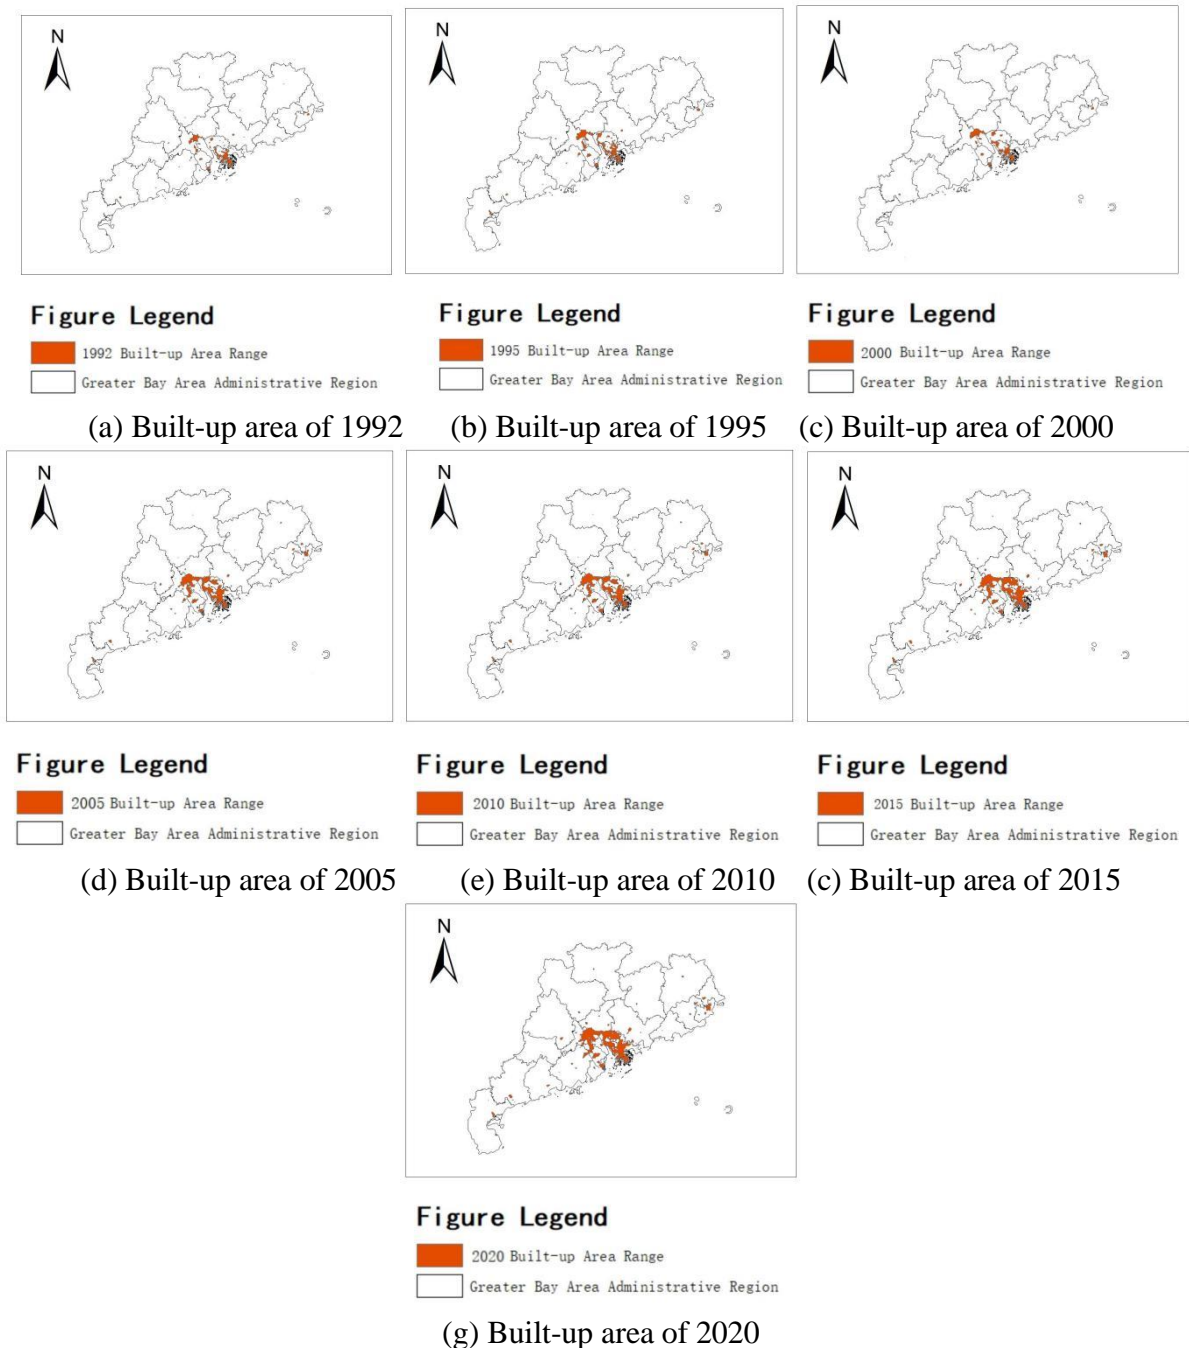 N
N
N
Figure Legend
1992 Built-up Area Range
Greater Bay Area Administrative Region
Figure Legend
1995 Built-up Area Range
Greater Bay Area Administrative Region
Figure Legend
2000 Built-up Area Range
Greater Bay Area Administrative Region
(a) Built-up area of 1992
(b) Built-up area of 1995
(c) Built-up area of 2000
N
N
N
Figure Legend
2005 Built-up Area Range
Greater Bay Area Administrative Region
Figure Legend
2010 Built-up Area Range
Greater Bay Area Administrative Region
Figure Legend
2015 Built-up Area Range
Greater Bay Area Administrative Region
(d) Built-up area of 2005
(e) Built-up area of 2010
(c) Built-up area of 2015
N
Figure Legend
2020 Built-up Area Range
Greater Bay Area Administrative Region
(g) Built-up area of 2020